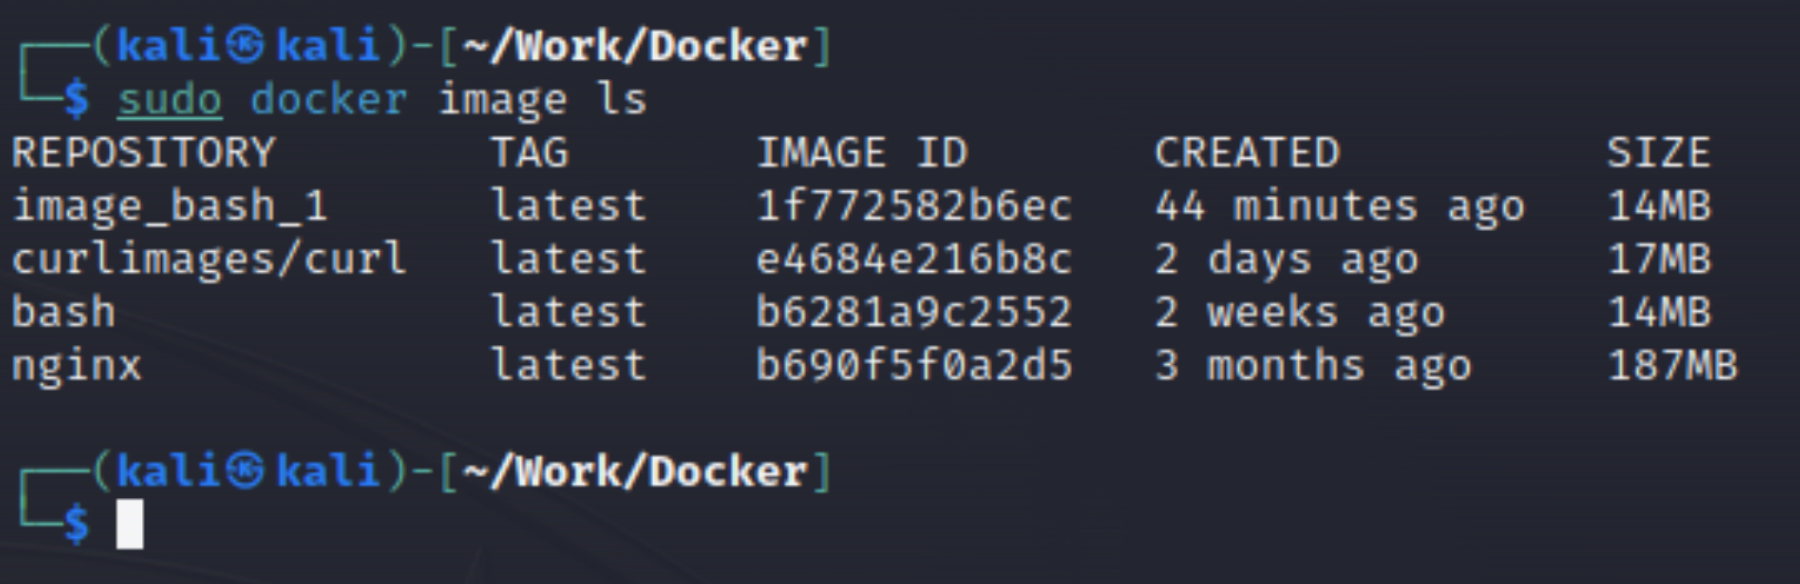 ┌──(kali㉿kali)-[~/Work/Docker]
└─$ sudo docker image ls
REPOSITORY        TAG       IMAGE ID       CREATED          SIZE
image_bash_1      latest    1f772582b6ec   44 minutes ago   14MB
curlimages/curl   latest    e4684e216b8c   2 days ago       17MB
bash              latest    b6281a9c2552   2 weeks ago      14MB
nginx             latest    b690f5f0a2d5   3 months ago     187MB
┌──(kali㉿kali)-[~/Work/Docker]
└─$